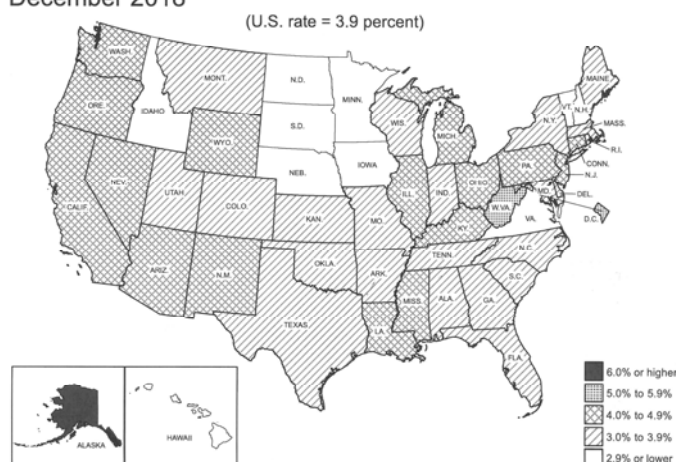 December 2018
(U.S. rate = 3.9 percent)
WASH.
MONT.
N.D.
MINN.
MAINE
ORE.
IDAHO
S.D.
WIS.
MICH.
N.Y.
VT.
N.H.
MASS.
WYO.
R.I.
CONN.
NEB.
IOWA
PA.
N.J.
NEV.
UTAH
COLO.
ILL.
IND.
OHIO
MD.
DEL.
CALIF.
KAN.
MO.
W.VA.
VA.
D.C.
KY.
ARIZ.
N.M.
OKLA.
ARK.
TENN.
N.C.
S.C.
MISS.
ALA.
GA.
TEXAS
LA.
FLA.
ALASKA
HAWAII
6.0% or higher
5.0% to 5.9%
4.0% to 4.9%
3.0% to 3.9%
2.9% or lower